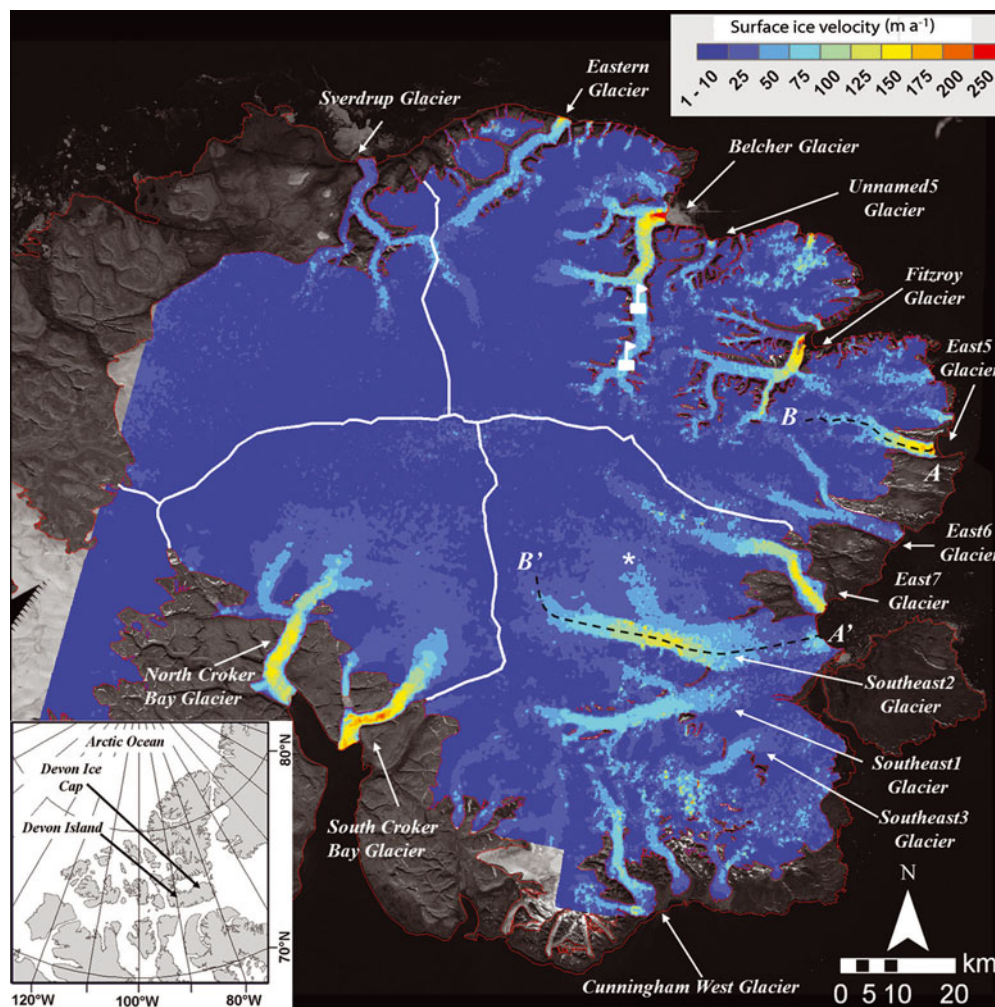 Surface ice velocity (m a⁻¹)
1 - 10
25
50
75
100
125
150
175
200
250
Eastern
Glacier
Sverdrup Glacier
Belcher Glacier
Unnamed5
Glacier
Fitzroy
Glacier
East5
Glacier
B
A
East6
Glacier
*
B'
East7
Glacier
A'
North Croker
Bay Glacier
Southeast2
Glacier
Southeast1
Glacier
Southeast3
Glacier
South Croker
Bay Glacier
Cunningham West Glacier
Arctic Ocean
Devon Ice
Cap
Devon Island
80°N
70°N
120°W
100°W
80°W
N
km
0 5 10 20